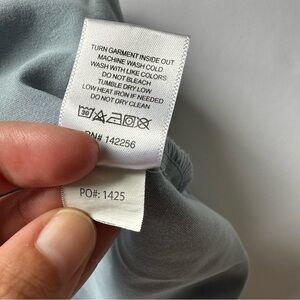 TURN GARMENT INSIDE OUT
MACHINE WASH COLD
WASH WITH LIKE COLORS
DO NOT BLEACH
TUMBLE DRY LOW
LOW HEAT IRON IF NEEDED
DO NOT DRY CLEAN
30
RN# 142256
PO#: 1425